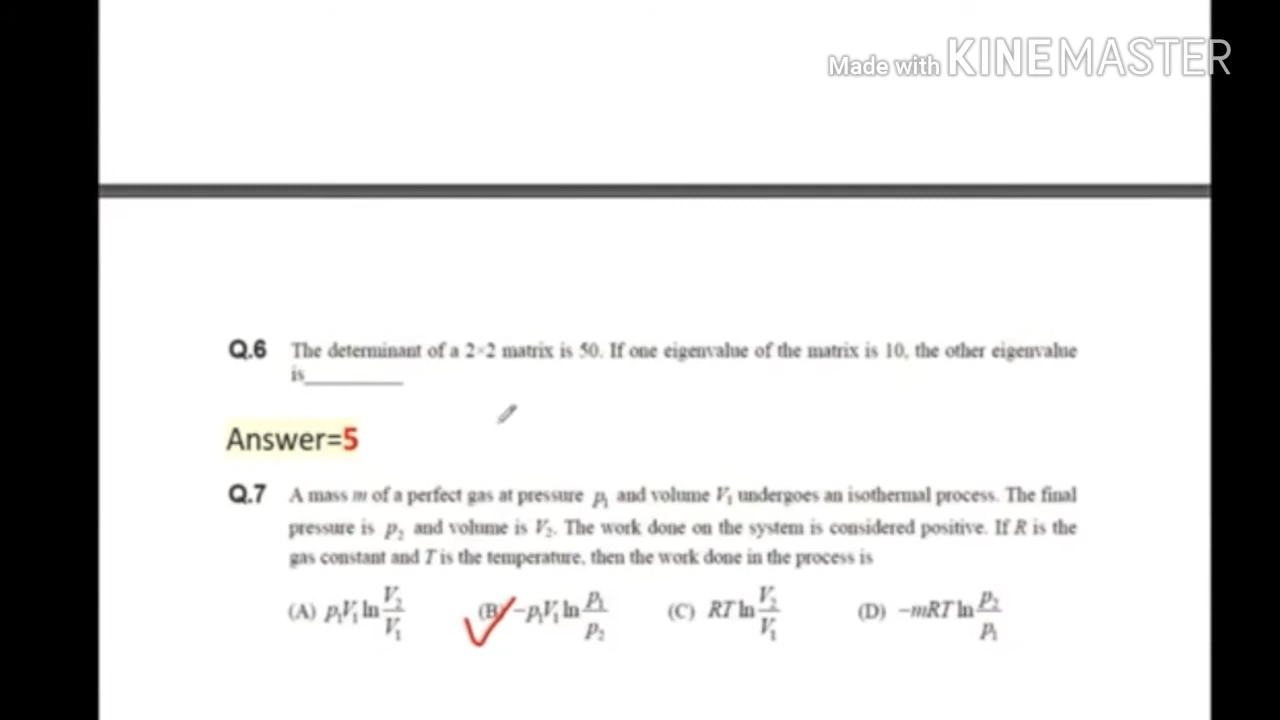 Made with KINEMASTER
Q.6 The determinant of a 2×2 matrix is 50. If one eigenvalue of the matrix is 10, the other eigenvalue
is__________
Answer=5
Q.7 A mass m of a perfect gas at pressure p₁ and volume V₁ undergoes an isothermal process. The final
pressure is p₂ and volume is V₂. The work done on the system is considered positive. If R is the
gas constant and T is the temperature, then the work done in the process is
(A) p₁V₁ ln V₂/V₁ (B) −p₁V₁ ln p₁/p₂ (C) RT ln V₂/V₁ (D) −mRT ln p₂/p₁